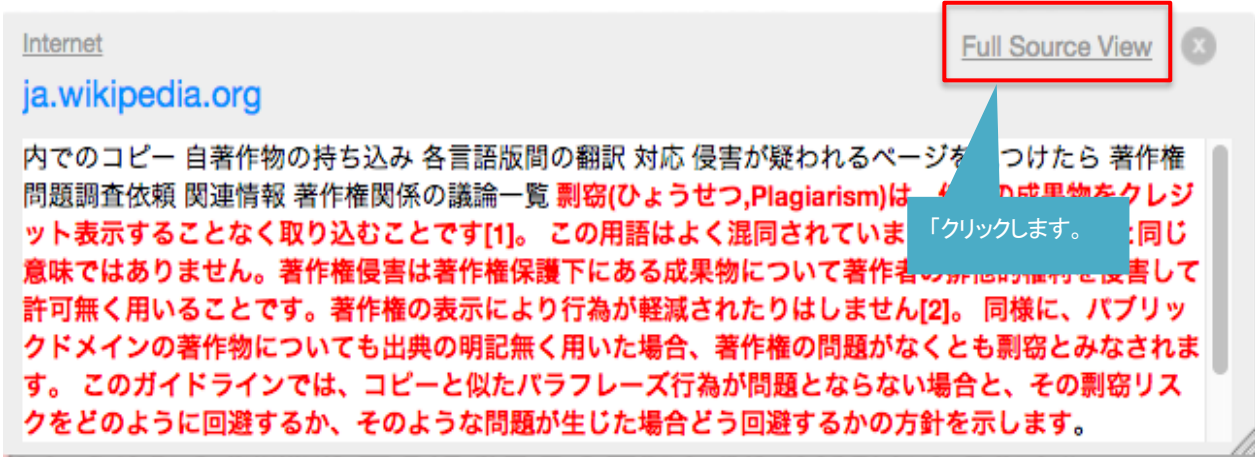 Internet
Full Source View
ja.wikipedia.org
内でのコピー 自著作物の持ち込み 各言語版間の翻訳 対応 侵害が疑われるページを つけたら 著作権
問題調査依頼 関連情報 著作権関係の議論一覧 剽窃(ひょうせつ,Plagiarism)は、 の成果物をクレジ
ット表示することなく取り込むことです[1]。 この用語はよく混同されていま 同じ
意味ではありません。著作権侵害は著作権保護下にある成果物について著作者の排他的権利を侵害して
許可無く用いることです。著作権の表示により行為が軽減されたりはしません[2]。 同様に、パブリッ
クドメインの著作物についても出典の明記無く用いた場合、著作権の問題がなくとも剽窃とみなされま
す。 このガイドラインでは、コピーと似たパラフレーズ行為が問題とならない場合と、その剽窃リス
クをどのように回避するか、そのような問題が生じた場合どう回避するかの方針を示します。
「クリックします。